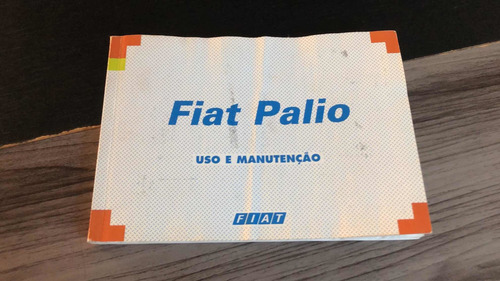 Fiat Palio
USO E MANUTENÇÃO
FIAT